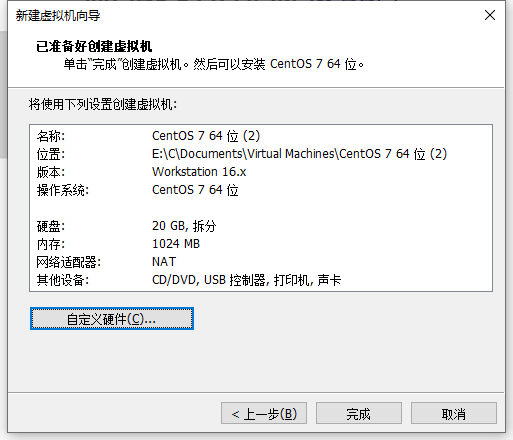 新建虚拟机向导
已准备好创建虚拟机
单击“完成”创建虚拟机。然后可以安装 CentOS 7 64 位。
将使用下列设置创建虚拟机:
名称: CentOS 7 64 位 (2)
位置: E:\C\Documents\Virtual Machines\CentOS 7 64 位 (2)
版本: Workstation 16.x
操作系统: CentOS 7 64 位
硬盘: 20 GB, 拆分
内存: 1024 MB
网络适配器: NAT
其他设备: CD/DVD, USB 控制器, 打印机, 声卡
自定义硬件(C)...
< 上一步(B) 完成 取消